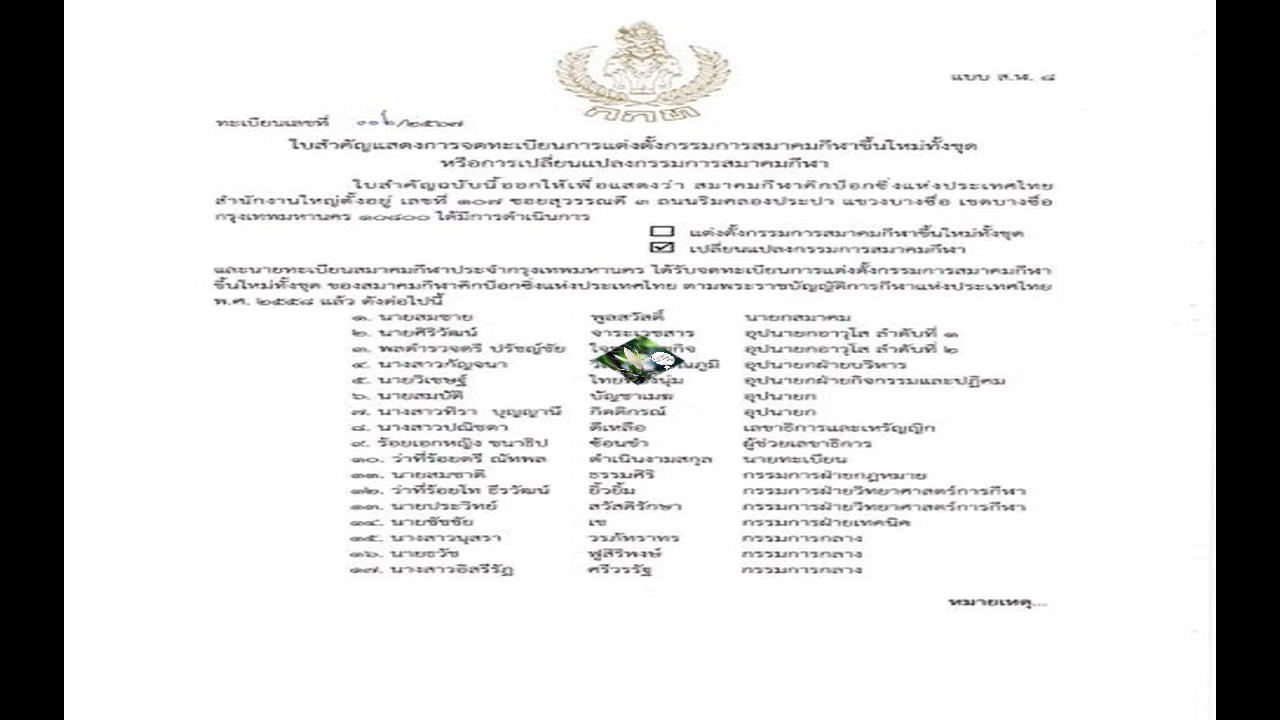 กกท
แบบ ส.ฬ. ๘
ทะเบียนเลขที่ ๐๐๖/๒๕๖๗
ใบสำคัญแสดงการจดทะเบียนการแต่งตั้งกรรมการสมาคมกีฬาขึ้นใหม่ทั้งชุด
หรือการเปลี่ยนแปลงกรรมการสมาคมกีฬา
ใบสำคัญฉบับนี้ออกให้เพื่อแสดงว่า สมาคมกีฬาคิกบ๊อกซิ่งแห่งประเทศไทย
สำนักงานใหญ่ตั้งอยู่ เลขที่ ๑๐๗ ซอยสุวรรณดี ๓ ถนนริมคลองประปา แขวงบางซื่อ เขตบางซื่อ
กรุงเทพมหานคร ๑๐๘๐๐ ได้มีการดำเนินการ
แต่งตั้งกรรมการสมาคมกีฬาขึ้นใหม่ทั้งชุด
เปลี่ยนแปลงกรรมการสมาคมกีฬา
และนายทะเบียนสมาคมกีฬาประจำกรุงเทพมหานคร ได้รับจดทะเบียนการแต่งตั้งกรรมการสมาคมกีฬา
ขึ้นใหม่ทั้งชุด ของสมาคมกีฬาคิกบ๊อกซิ่งแห่งประเทศไทย ตามพระราชบัญญัติการกีฬาแห่งประเทศไทย
พ.ศ. ๒๕๕๘ แล้ว ดังต่อไปนี้
๑. นายสมชาย พูลสวัสดิ์ นายกสมาคม
๒. นายศิริวัฒน์ จาระเวชสาร อุปนายกอาวุโส ลำดับที่ ๑
๓. พลตำรวจตรี ปรัชญ์ชัย อุปนายกอาวุโส ลำดับที่ ๒
๔. นางสาวกัญจนา อุปนายกฝ่ายบริหาร
๕. นายวิเชษฐ์ อุปนายกฝ่ายกิจกรรมและปฏิคม
๖. นายสมบัติ บัญชาเมฆ อุปนายก
๗. นางสาวทิรา บุญญานี กิตติกรณ์ อุปนายก
๘. นางสาวปณิชดา ดีเหลือ เลขาธิการและเหรัญญิก
๙. ร้อยเอกหญิง ชนาธิป ซ้อนขำ ผู้ช่วยเลขาธิการ
๑๐. ว่าที่ร้อยตรี ณัทพล ดำเนินงามสกุล นายทะเบียน
๑๑. นายสมชาติ ธรรมศิริ กรรมการฝ่ายกฎหมาย
๑๒. ว่าที่ร้อยโท ธีรวัฒน์ ยิ้วยิ้ม กรรมการฝ่ายวิทยาศาสตร์การกีฬา
๑๓. นายประวิทย์ สวัสดิรักษา กรรมการฝ่ายวิทยาศาสตร์การกีฬา
๑๔. นายชัชชัย เช กรรมการฝ่ายเทคนิค
๑๕. นางสาวนุสรา วรภัทราทร กรรมการกลาง
๑๖. นายธวัช ฟูสิริพงษ์ กรรมการกลาง
๑๗. นางสาวอิสรีรัฏ ศรีวรรัฐ กรรมการกลาง
หมายเหตุ...